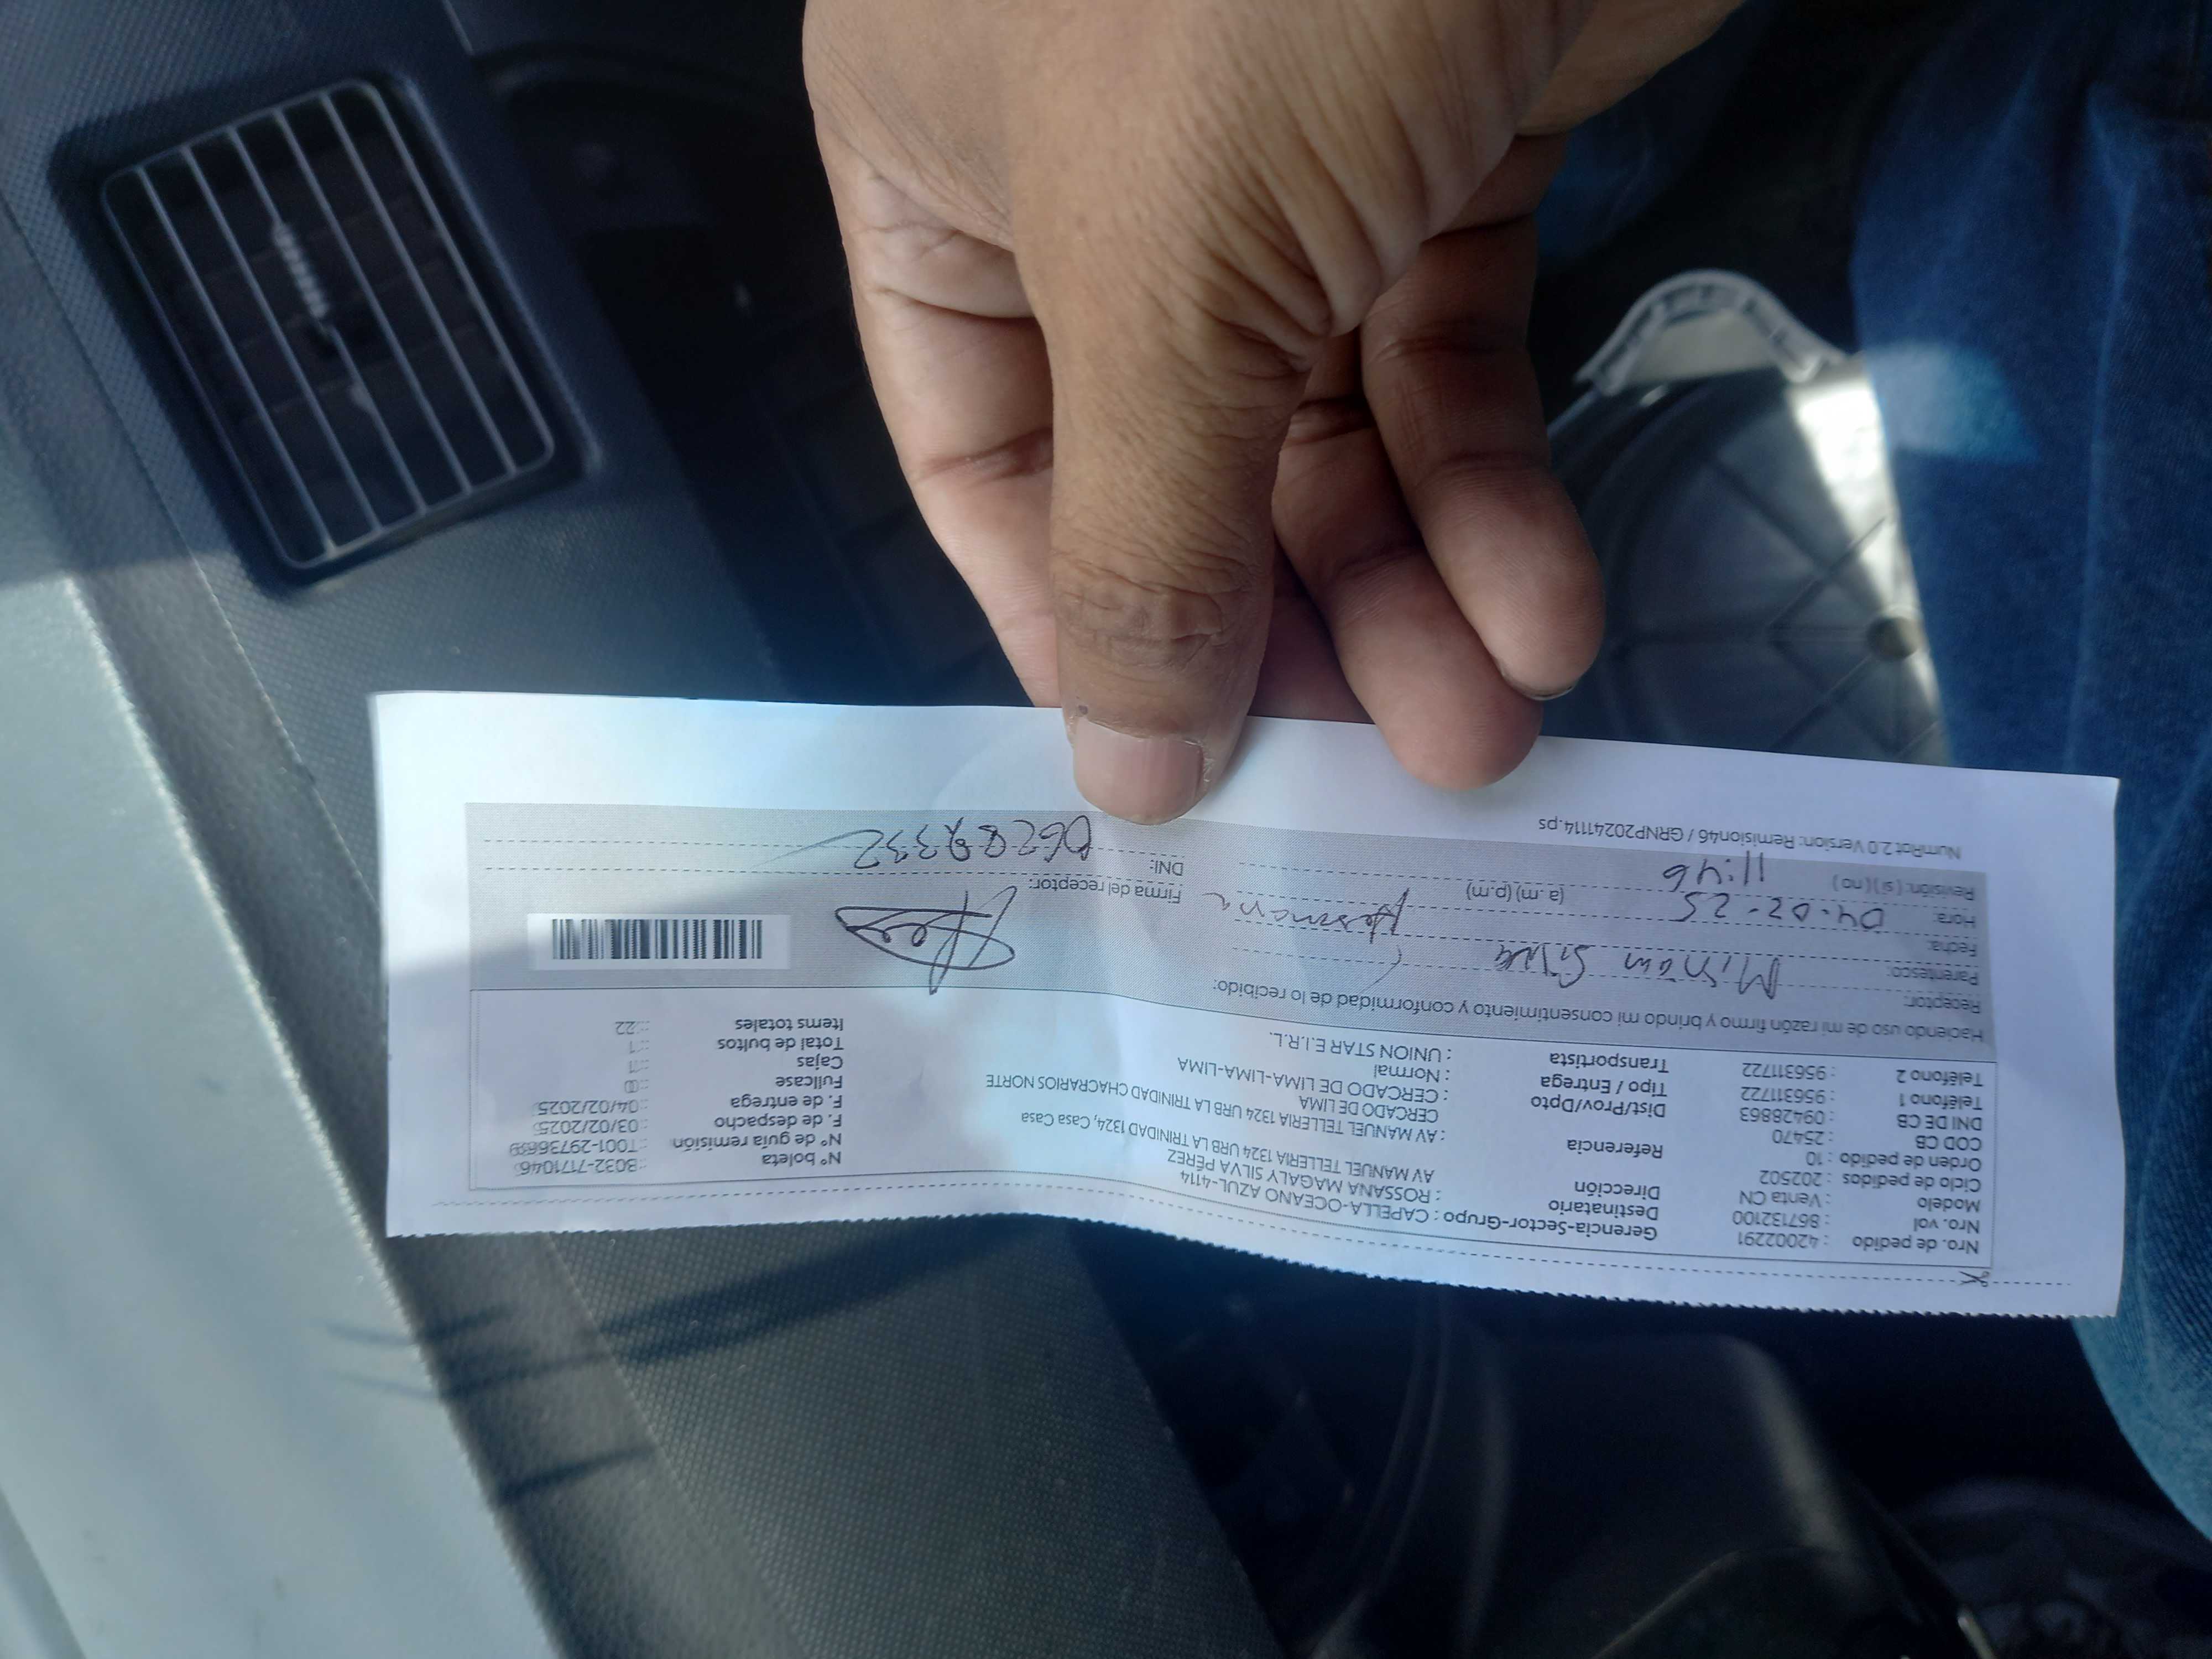 Nro. de pedido : 42002291
Nro. vol : 867132100
Modelo : Venta CN
Ciclo de pedidos : 202502
Orden de pedido : 10
COD CB : 25470
DNI DE CB : 09428863
Teléfono 1 : 956311722
Teléfono 2 : 956311722
Gerencia-Sector-Grupo : CAPELLA-OCEANO AZUL-4114
Destinatario : ROSSANA MAGALY SILVA PÉREZ
Dirección AV MANUEL TELLERIA 1324 URB LA TRINIDAD 1324, Casa Casa
Referencia : AV MANUEL TELLERIA 1324 URB LA TRINIDAD CHACRARIOS NORTE
CERCADO DE LIMA
Dist/Prov/Dpto : CERCADO DE LIMA-LIMA-LIMA
Tipo / Entrega : Normal
Transportista : UNION STAR E.I.R.L.
N° boleta : B032-7171046
N° de guía remisión : T001-29736689
F. de despacho : 03/02/2025
F. de entrega : 04/02/2025
Fullcase : 0
Cajas : 1
Total de bultos : 1
Items totales : 22
Haciendo uso de mi razón firmo y brindo mi consentimiento y conformidad de lo recibido:
Receptor: Miriam Silva
Parentesco: Hermana
Fecha: 04-02-25
Hora: 11:46 (a.m) (p.m)
Revisión: ( si ) ( no )
Firma del receptor:
DNI: 06289332
NumRot 2.0 Version: Remision46 / GRNP20241114.ps